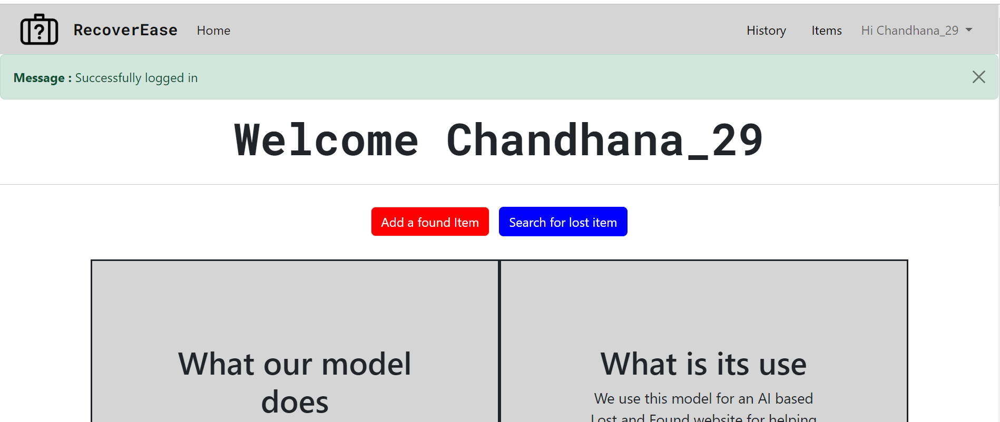 ? RecoverEase Home History Items Hi Chandhana_29
Message : Successfully logged in
Welcome Chandhana_29
Add a found Item Search for lost item
What our model
does
What is its use
We use this model for an AI based
Lost and Found website for helping